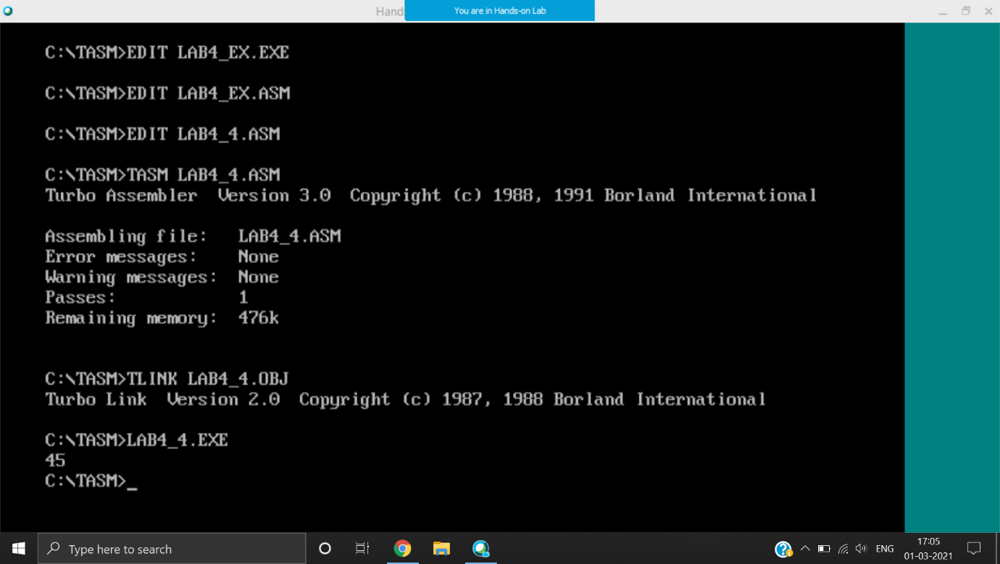 Hand
You are in Hands-on Lab
C:\TASM>EDIT LAB4_EX.EXE
C:\TASM>EDIT LAB4_EX.ASM
C:\TASM>EDIT LAB4_4.ASM
C:\TASM>TASM LAB4_4.ASM
Turbo Assembler  Version 3.0  Copyright (c) 1988, 1991 Borland International
Assembling file:   LAB4_4.ASM
Error messages:    None
Warning messages:  None
Passes:            1
Remaining memory:  476k
C:\TASM>TLINK LAB4_4.OBJ
Turbo Link  Version 2.0  Copyright (c) 1987, 1988 Borland International
C:\TASM>LAB4_4.EXE
45
C:\TASM>_
Type here to search
ENG
17:05
01-03-2021